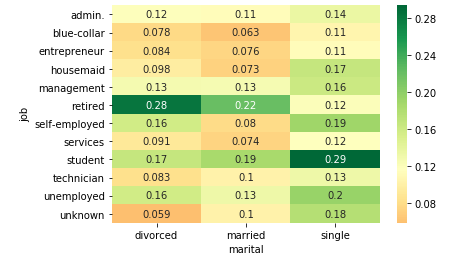 admin. 0.12 0.11 0.14
blue-collar 0.078 0.063 0.11
entrepreneur 0.084 0.076 0.11
housemaid 0.098 0.073 0.17
management 0.13 0.13 0.16
retired 0.28 0.22 0.12
self-employed 0.16 0.08 0.19
services 0.091 0.074 0.12
student 0.17 0.19 0.29
technician 0.083 0.1 0.13
unemployed 0.16 0.13 0.2
unknown 0.059 0.1 0.18
divorced married single
marital
job
0.28
0.24
0.20
0.16
0.12
0.08